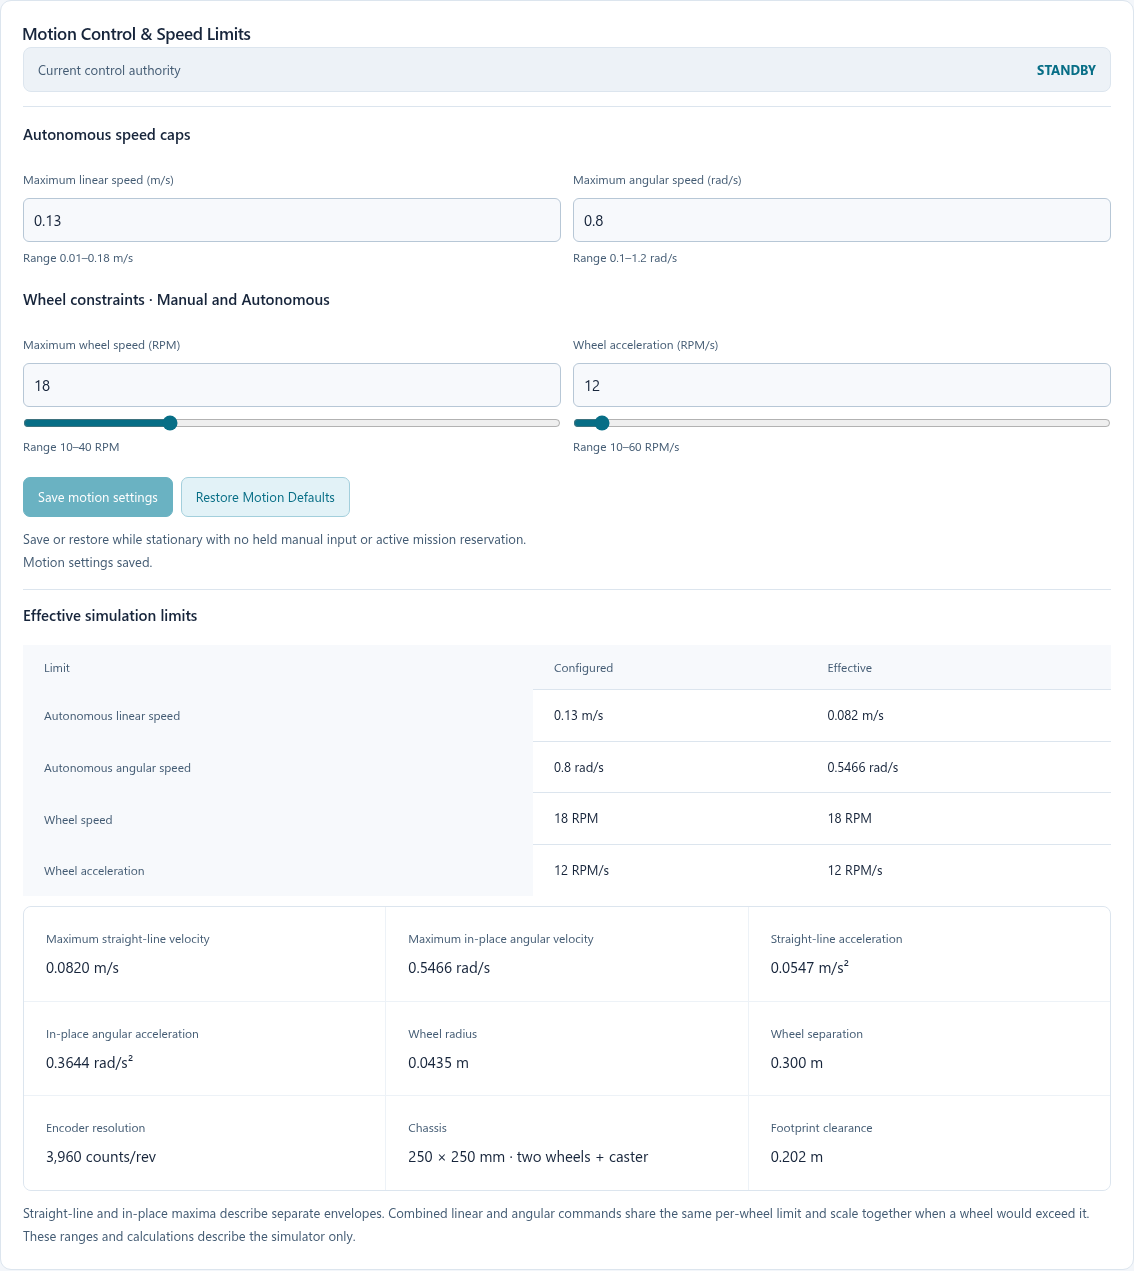 Motion Control & Speed Limits
Current control authority
STANDBY
Autonomous speed caps
Maximum linear speed (m/s)
Maximum angular speed (rad/s)
0.13
0.8
Range 0.01–0.18 m/s
Range 0.1–1.2 rad/s
Wheel constraints · Manual and Autonomous
Maximum wheel speed (RPM)
Wheel acceleration (RPM/s)
18
12
Range 10–40 RPM
Range 10–60 RPM/s
Save motion settings
Restore Motion Defaults
Save or restore while stationary with no held manual input or active mission reservation.
Motion settings saved.
Effective simulation limits
Limit Configured Effective
Autonomous linear speed 0.13 m/s 0.082 m/s
Autonomous angular speed 0.8 rad/s 0.5466 rad/s
Wheel speed 18 RPM 18 RPM
Wheel acceleration 12 RPM/s 12 RPM/s
Maximum straight-line velocity
0.0820 m/s
Maximum in-place angular velocity
0.5466 rad/s
Straight-line acceleration
0.0547 m/s²
In-place angular acceleration
0.3644 rad/s²
Wheel radius
0.0435 m
Wheel separation
0.300 m
Encoder resolution
3,960 counts/rev
Chassis
250 × 250 mm · two wheels + caster
Footprint clearance
0.202 m
Straight-line and in-place maxima describe separate envelopes. Combined linear and angular commands share the same per-wheel limit and scale together when a wheel would exceed it.
These ranges and calculations describe the simulator only.